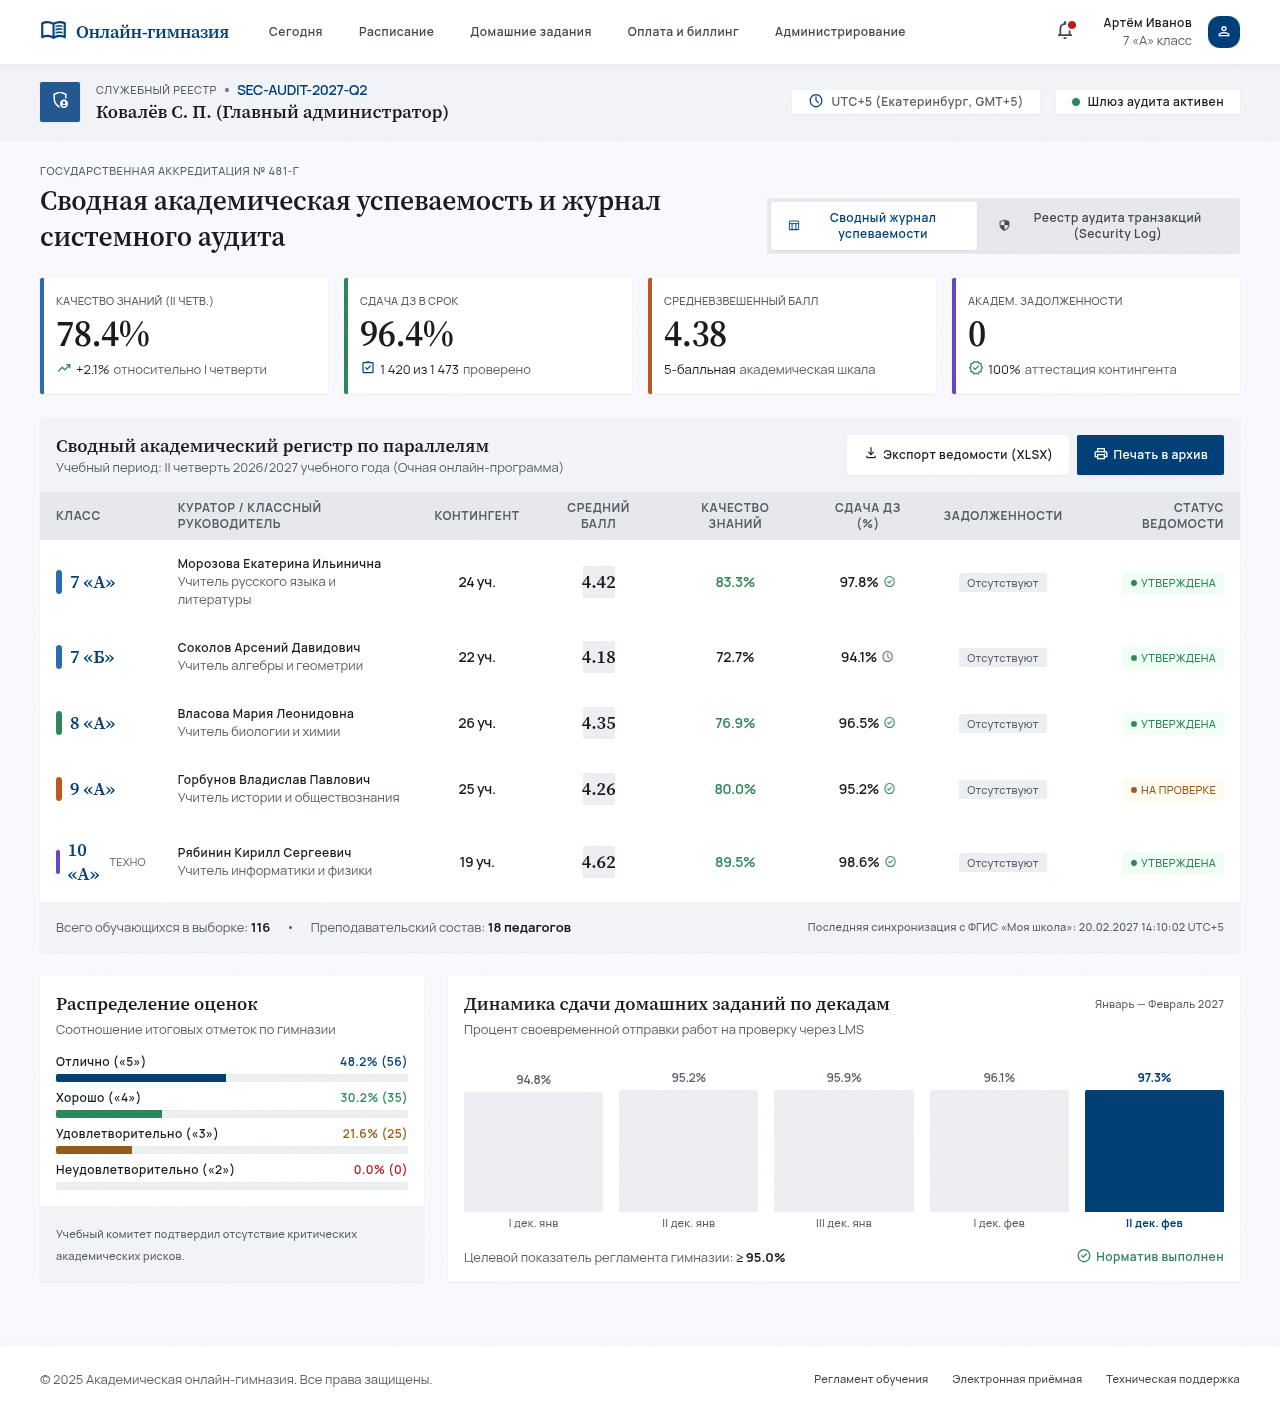 Онлайн-гимназия
Сегодня
Расписание
Домашние задания
Оплата и биллинг
Администрирование
Артём Иванов
7 «А» класс
СЛУЖЕБНЫЙ РЕЕСТР • SEC-AUDIT-2027-Q2
Ковалёв С. П. (Главный администратор)
UTC+5 (Екатеринбург, GMT+5)
Шлюз аудита активен
ГОСУДАРСТВЕННАЯ АККРЕДИТАЦИЯ № 481-Г
Сводная академическая успеваемость и журнал
системного аудита
Сводный журнал
успеваемости
Реестр аудита транзакций
(Security Log)
КАЧЕСТВО ЗНАНИЙ (II ЧЕТВ.)
78.4%
+2.1% относительно I четверти
СДАЧА ДЗ В СРОК
96.4%
1 420 из 1 473 проверено
СРЕДНЕВЗВЕШЕННЫЙ БАЛЛ
4.38
5-балльная академическая шкала
АКАДЕМ. ЗАДОЛЖЕННОСТИ
0
100% аттестация контингента
Сводный академический регистр по параллелям
Учебный период: II четверть 2026/2027 учебного года (Очная онлайн-программа)
Экспорт ведомости (XLSX)
Печать в архив
КЛАСС
КУРАТОР / КЛАССНЫЙ
РУКОВОДИТЕЛЬ
КОНТИНГЕНТ
СРЕДНИЙ
БАЛЛ
КАЧЕСТВО
ЗНАНИЙ
СДАЧА ДЗ
(%)
ЗАДОЛЖЕННОСТИ
СТАТУС
ВЕДОМОСТИ
7 «А»
Морозова Екатерина Ильинична
Учитель русского языка и
литературы
24 уч.
4.42
83.3%
97.8%
Отсутствуют
УТВЕРЖДЕНА
7 «Б»
Соколов Арсений Давидович
Учитель алгебры и геометрии
22 уч.
4.18
72.7%
94.1%
Отсутствуют
УТВЕРЖДЕНА
8 «А»
Власова Мария Леонидовна
Учитель биологии и химии
26 уч.
4.35
76.9%
96.5%
Отсутствуют
УТВЕРЖДЕНА
9 «А»
Горбунов Владислав Павлович
Учитель истории и обществознания
25 уч.
4.26
80.0%
95.2%
Отсутствуют
НА ПРОВЕРКЕ
10
«А»
ТЕХНО
Рябинин Кирилл Сергеевич
Учитель информатики и физики
19 уч.
4.62
89.5%
98.6%
Отсутствуют
УТВЕРЖДЕНА
Всего обучающихся в выборке: 116 • Преподавательский состав: 18 педагогов
Последняя синхронизация с ФГИС «Моя школа»: 20.02.2027 14:10:02 UTC+5
Распределение оценок
Соотношение итоговых отметок по гимназии
Отлично («5») 48.2% (56)
Хорошо («4») 30.2% (35)
Удовлетворительно («3») 21.6% (25)
Неудовлетворительно («2») 0.0% (0)
Учебный комитет подтвердил отсутствие критических
академических рисков.
Динамика сдачи домашних заданий по декадам
Январь — Февраль 2027
Процент своевременной отправки работ на проверку через LMS
94.8%
95.2%
95.9%
96.1%
97.3%
I дек. янв
II дек. янв
III дек. янв
I дек. фев
II дек. фев
Целевой показатель регламента гимназии: ≥ 95.0%
Норматив выполнен
© 2025 Академическая онлайн-гимназия. Все права защищены.
Регламент обучения
Электронная приёмная
Техническая поддержка